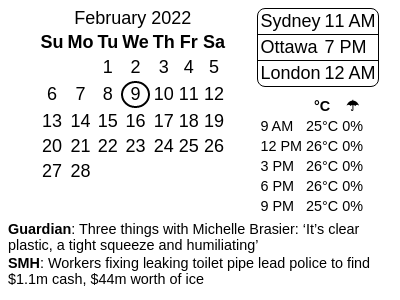 February 2022
Su Mo Tu We Th Fr Sa
1 2 3 4 5
6 7 8 9 10 11 12
13 14 15 16 17 18 19
20 21 22 23 24 25 26
27 28
Sydney 11 AM
Ottawa 7 PM
London 12 AM
°C ☂
9 AM 25°C 0%
12 PM 26°C 0%
3 PM 26°C 0%
6 PM 26°C 0%
9 PM 25°C 0%
Guardian: Three things with Michelle Brasier: ‘It’s clear
plastic, a tight squeeze and humiliating’
SMH: Workers fixing leaking toilet pipe lead police to find
$1.1m cash, $44m worth of ice